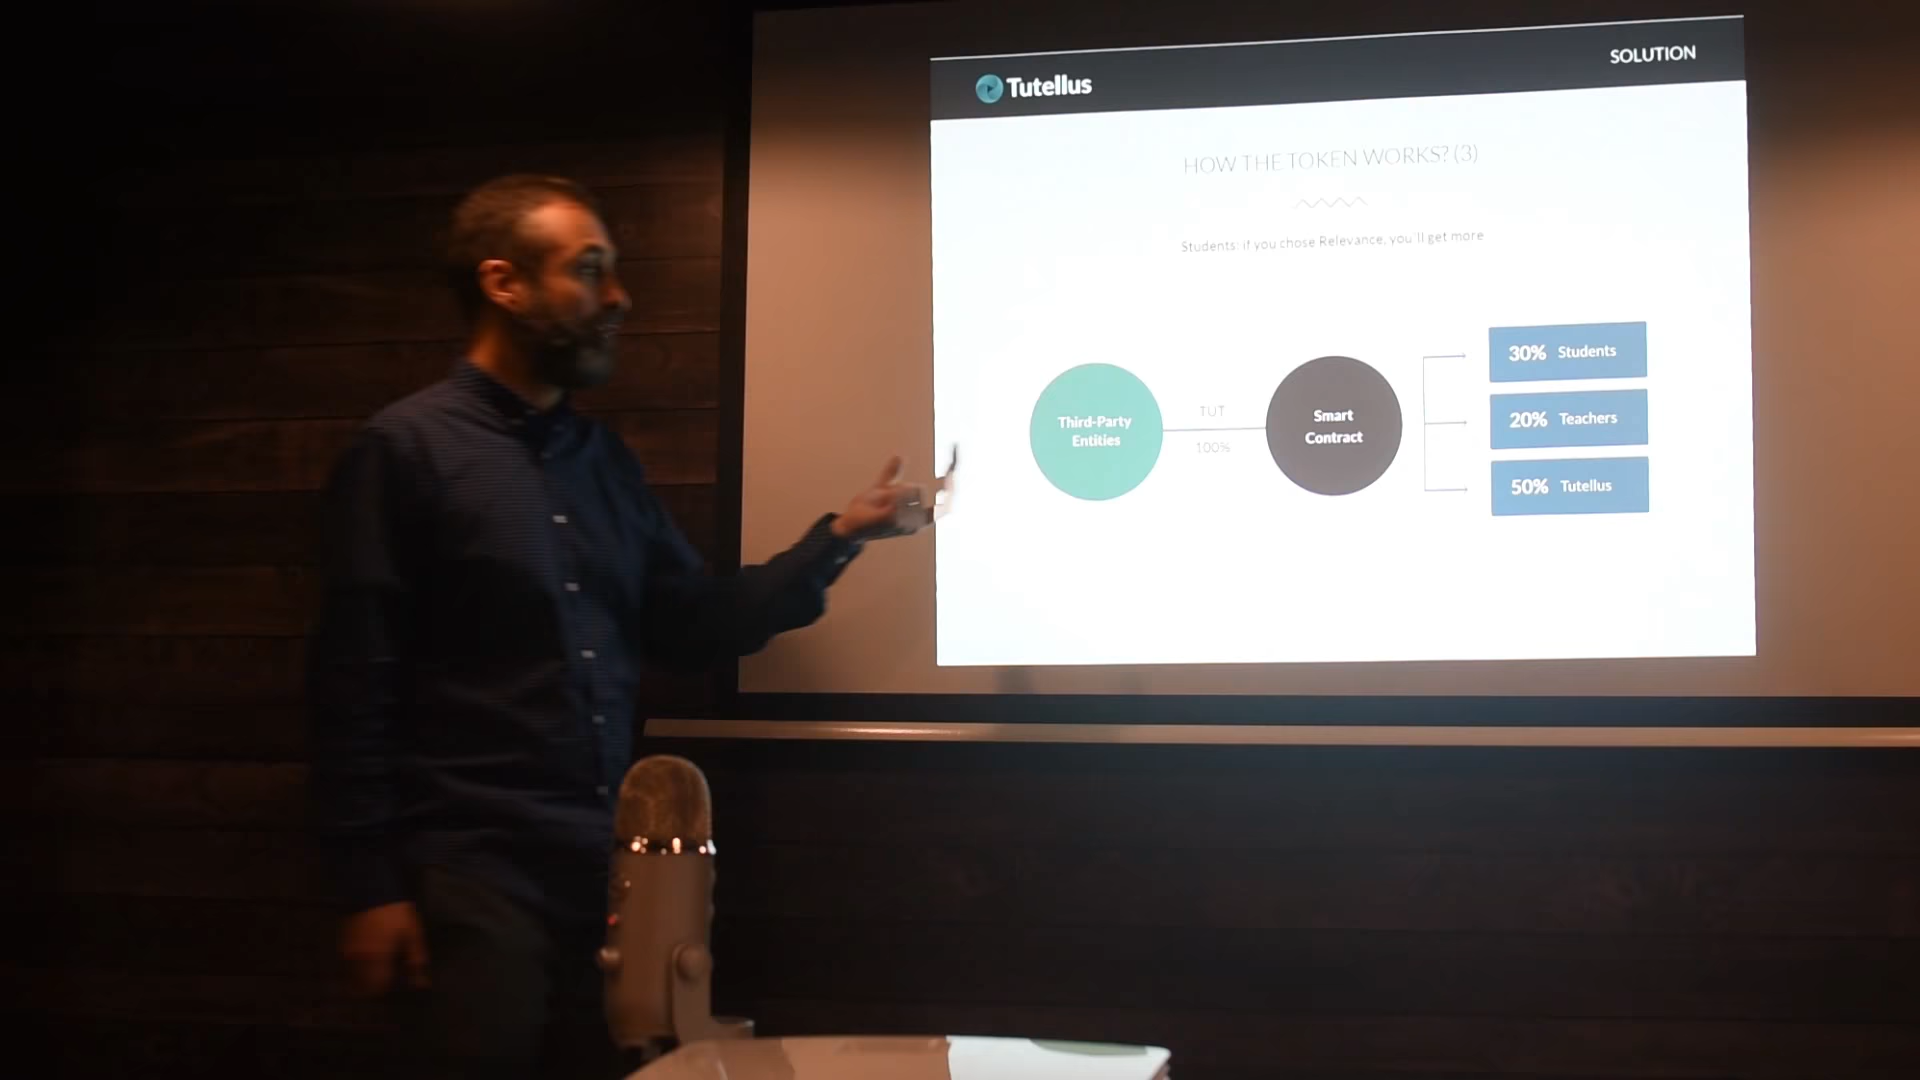 Tutellus
SOLUTION
HOW THE TOKEN WORKS? (3)
Students: if you chose Relevance, you'll get more
Third-Party
Entities
TUT
100%
Smart
Contract
30% Students
20% Teachers
50% Tutellus